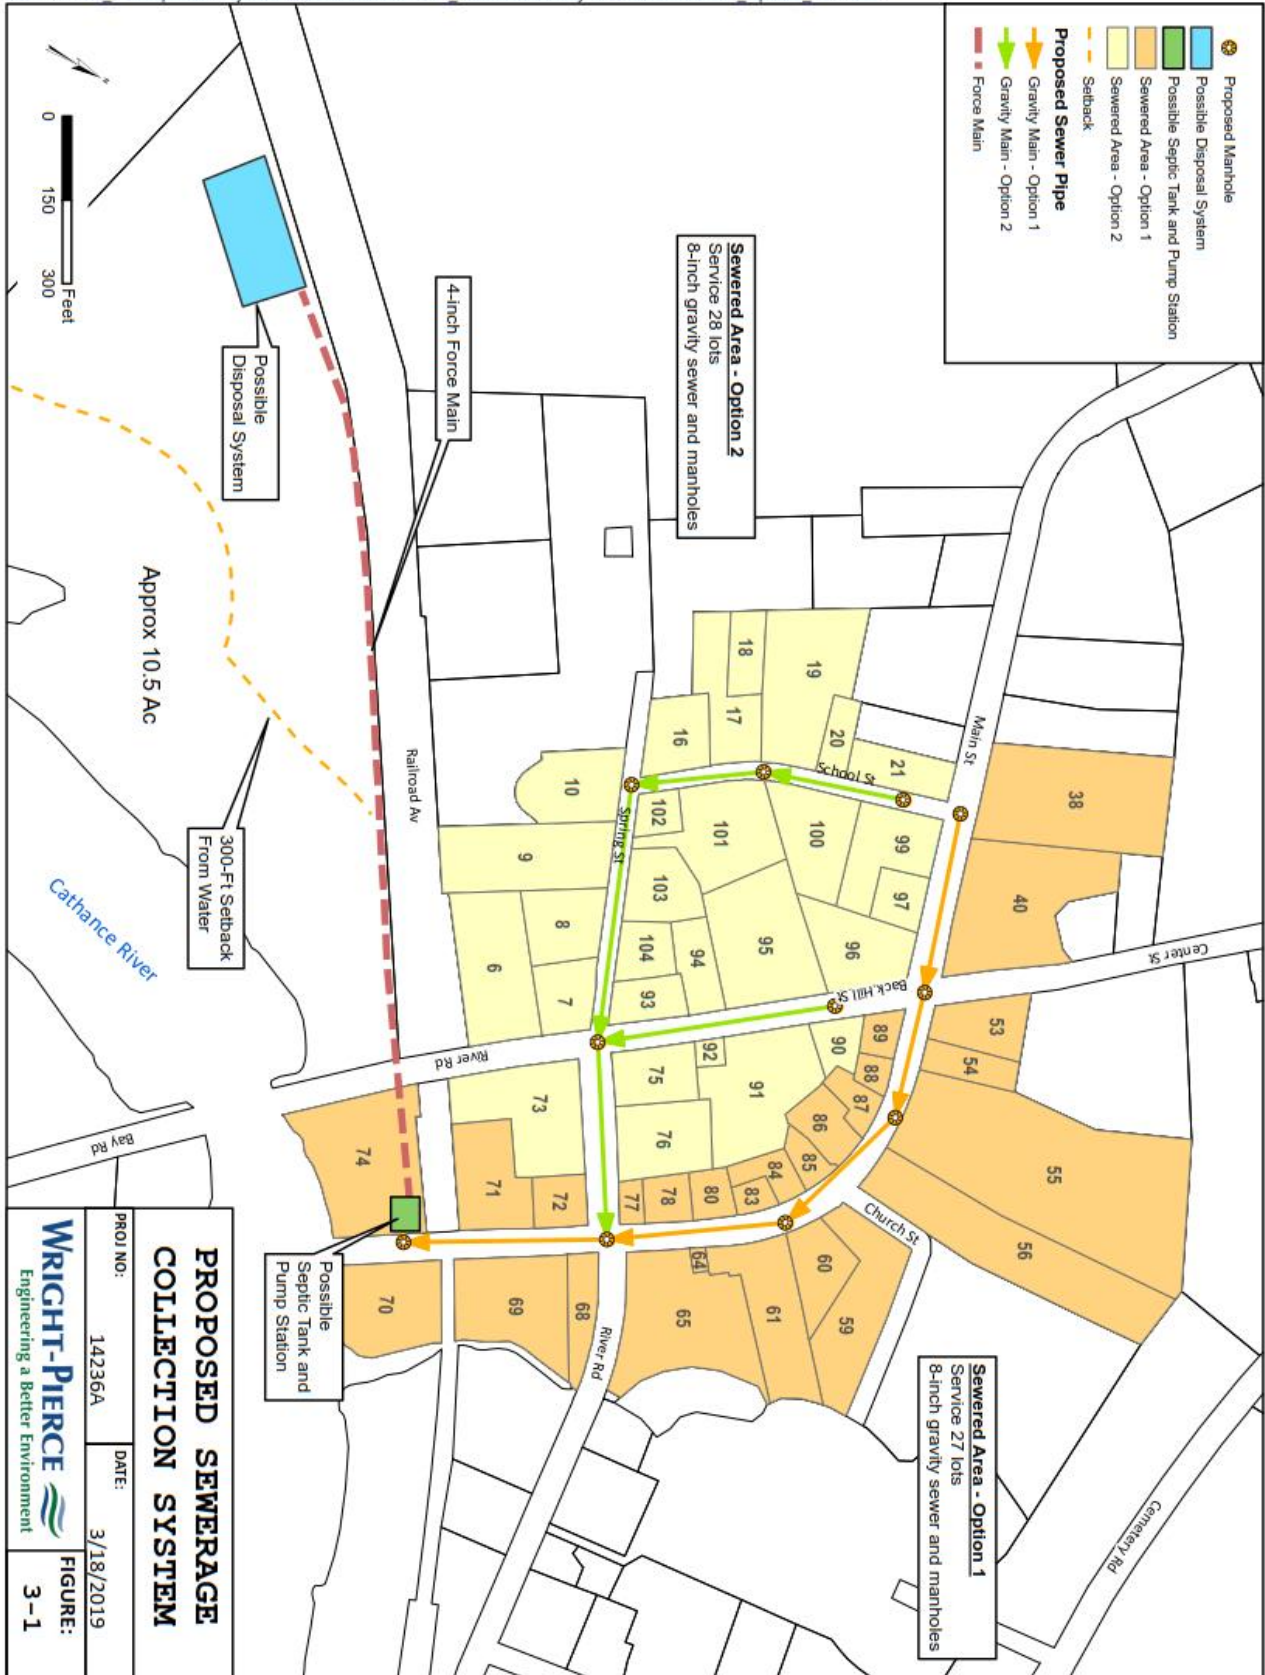 Proposed Manhole
Possible Disposal System
Possible Septic Tank and Pump Station
Sewered Area - Option 1
Sewered Area - Option 2
Setback
Proposed Sewer Pipe
Gravity Main - Option 1
Gravity Main - Option 2
Force Main
Sewered Area - Option 2
Service 28 lots
8-inch gravity sewer and manholes
Sewered Area - Option 1
Service 27 lots
8-inch gravity sewer and manholes
4-inch Force Main
Possible
Disposal System
300-Ft Setback
From Water
Possible
Septic Tank and
Pump Station
Approx 10.5 Ac
Cathance River
0 150 300
Feet
Main St
School St
Spring St
Back Hill St
Center St
Church St
Cemetery Rd
River Rd
River Rd
Bay Rd
Railroad Av
38
40
53
54
55
56
59
60
61
64
65
68
69
70
71
72
73
74
75
76
77
78
80
83
84
85
86
87
88
89
90
91
92
93
94
95
96
97
99
100
101
102
103
104
6
7
8
9
10
16
17
18
19
20
21
PROPOSED SEWERAGE
COLLECTION SYSTEM
PROJ NO:
14236A
DATE:
3/18/2019
WRIGHT-PIERCE
Engineering a Better Environment
FIGURE:
3-1